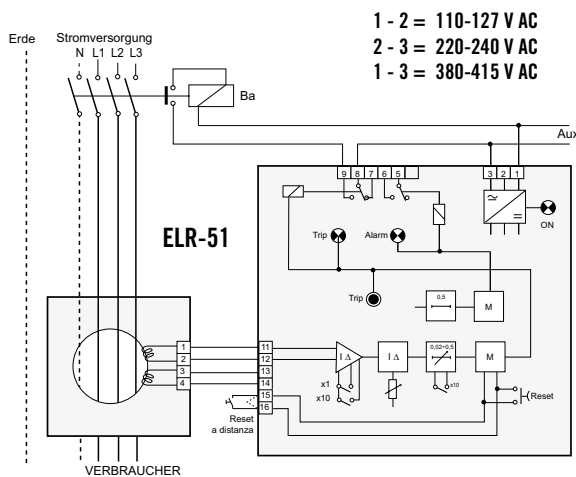 1 - 2 = 110-127 V AC
2 - 3 = 220-240 V AC
1 - 3 = 380-415 V AC
Erde
Stromversorgung
N L1 L2 L3
Ba
Aux
9 8 7 6 5
3 2 1
ELR-51
Trip
Alarm
ON
Trip
0,5
M
1
2
3
4
11
12
13
14
15
16
I Δ
I Δ
0,02÷0,5
M
x1
x10
x10
Reset
Reset
a distanza
VERBRAUCHER